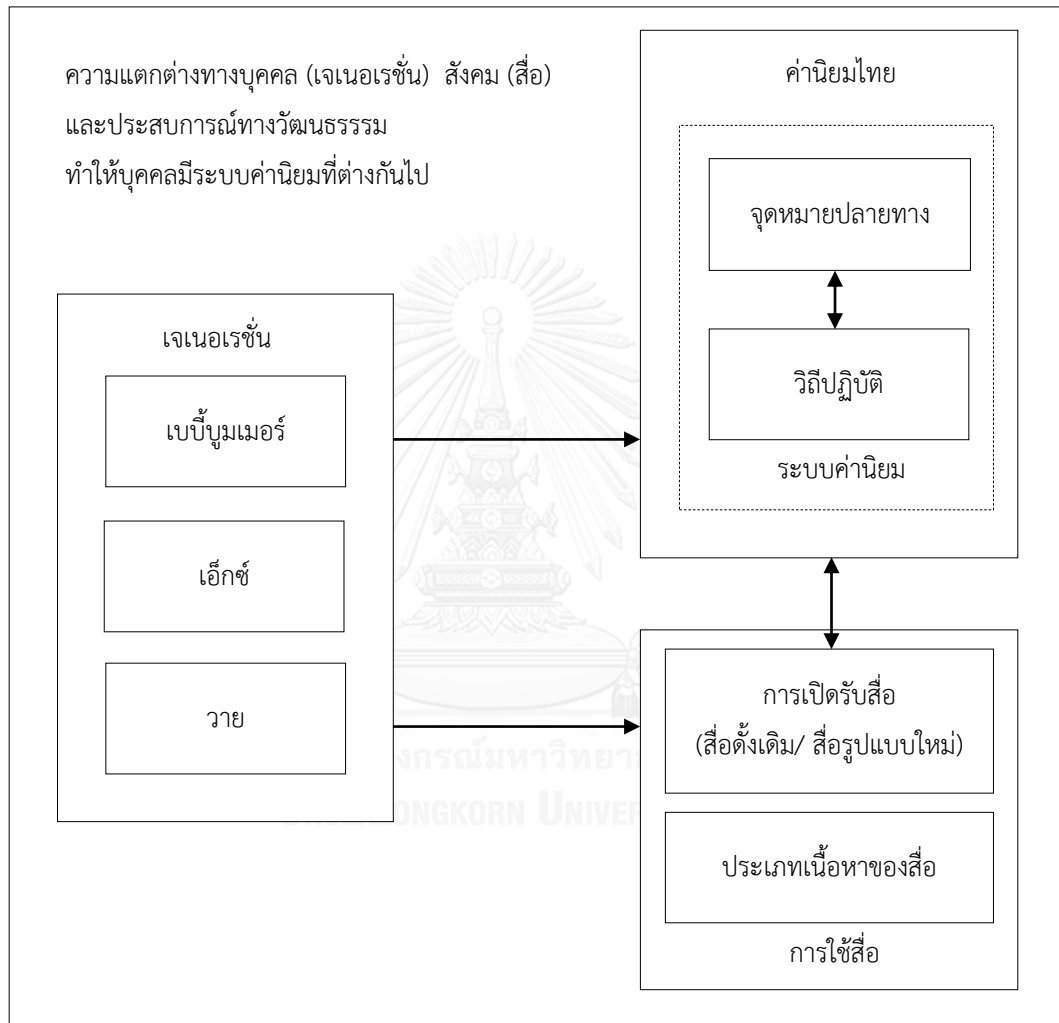 ความแตกต่างทางบุคคล (เจเนอเรชั่น) สังคม (สื่อ)
และประสบการณ์ทางวัฒนธรรรม
ทำให้บุคคลมีระบบค่านิยมที่ต่างกันไป
ค่านิยมไทย
จุดหมายปลายทาง
วิถีปฏิบัติ
ระบบค่านิยม
เจเนอเรชั่น
เบบี้บูมเมอร์
เอ็กซ์
วาย
การเปิดรับสื่อ
(สื่อดั้งเดิม/ สื่อรูปแบบใหม่)
ประเภทเนื้อหาของสื่อ
การใช้สื่อ